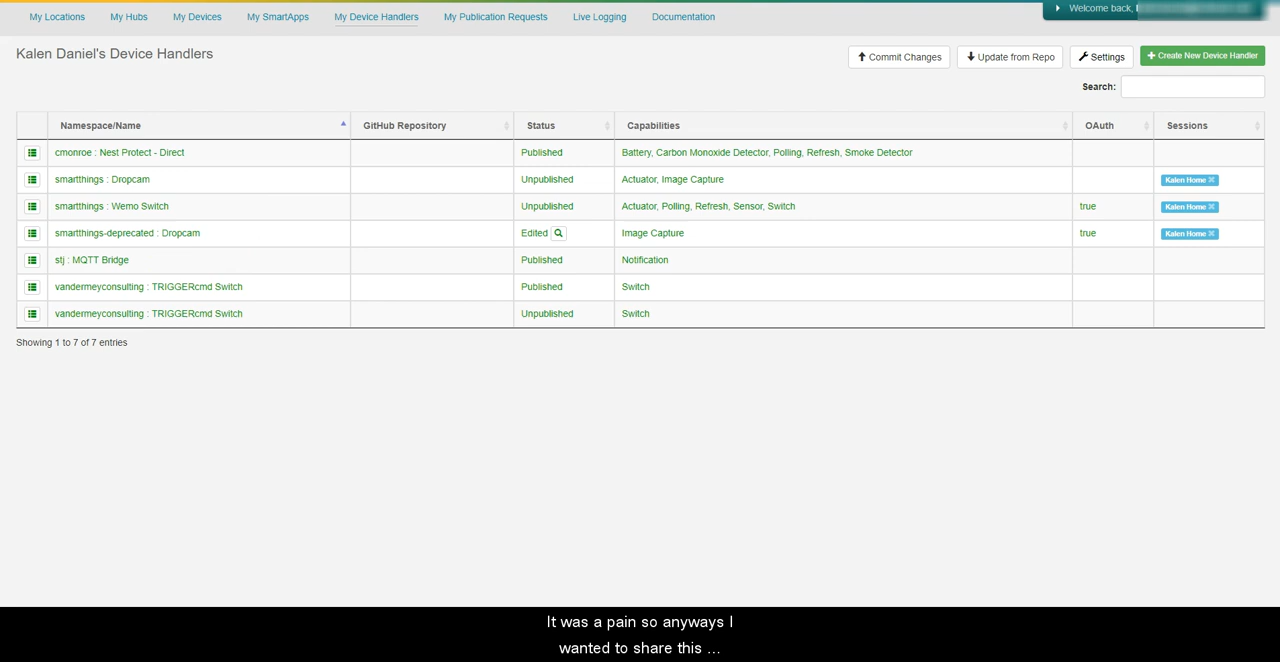 My Locations My Hubs My Devices My SmartApps My Device Handlers My Publication Requests Live Logging Documentation Welcome back,
Kalen Daniel's Device Handlers
Commit Changes Update from Repo Settings Create New Device Handler
Search:
Namespace/Name GitHub Repository Status Capabilities OAuth Sessions
cmonroe : Nest Protect - Direct Published Battery, Carbon Monoxide Detector, Polling, Refresh, Smoke Detector
smartthings : Dropcam Unpublished Actuator, Image Capture Kalen Home
smartthings : Wemo Switch Unpublished Actuator, Polling, Refresh, Sensor, Switch true Kalen Home
smartthings-deprecated : Dropcam Edited Image Capture true Kalen Home
stj : MQTT Bridge Published Notification
vandermeyconsulting : TRIGGERcmd Switch Published Switch
vandermeyconsulting : TRIGGERcmd Switch Unpublished Switch
Showing 1 to 7 of 7 entries
It was a pain so anyways I
wanted to share this ...